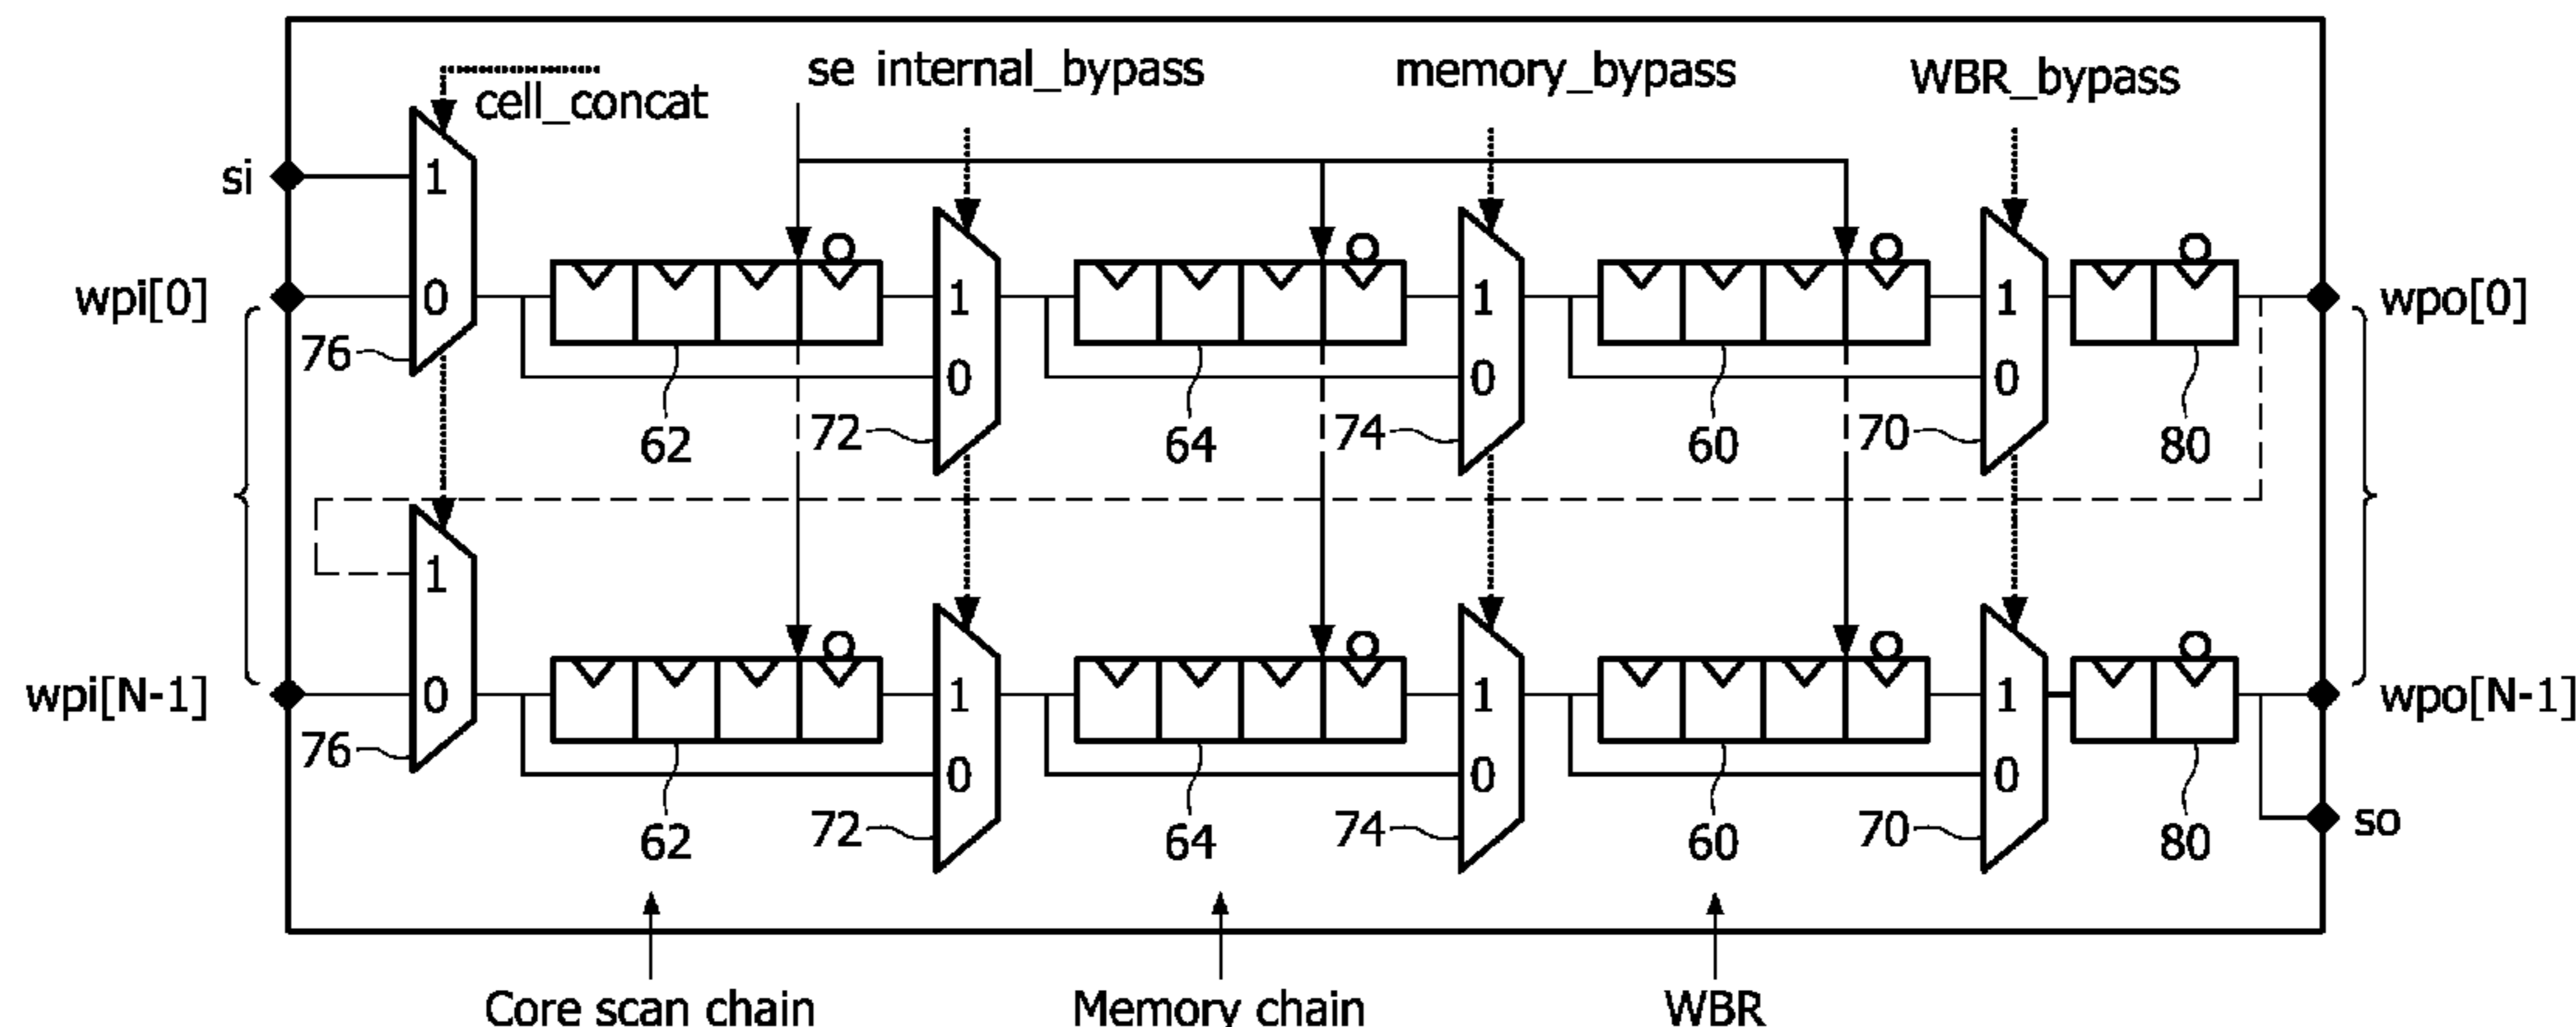 se internal_bypass
memory_bypass
WBR_bypass
cell_concat
si
1
wpi[0]
0
1
0
1
0
1
0
wpo[0]
76
62
72
64
74
60
70
80
1
wpi[N-1]
0
1
0
1
0
1
0
wpo[N-1]
76
62
72
64
74
60
70
80
so
Core scan chain
Memory chain
WBR